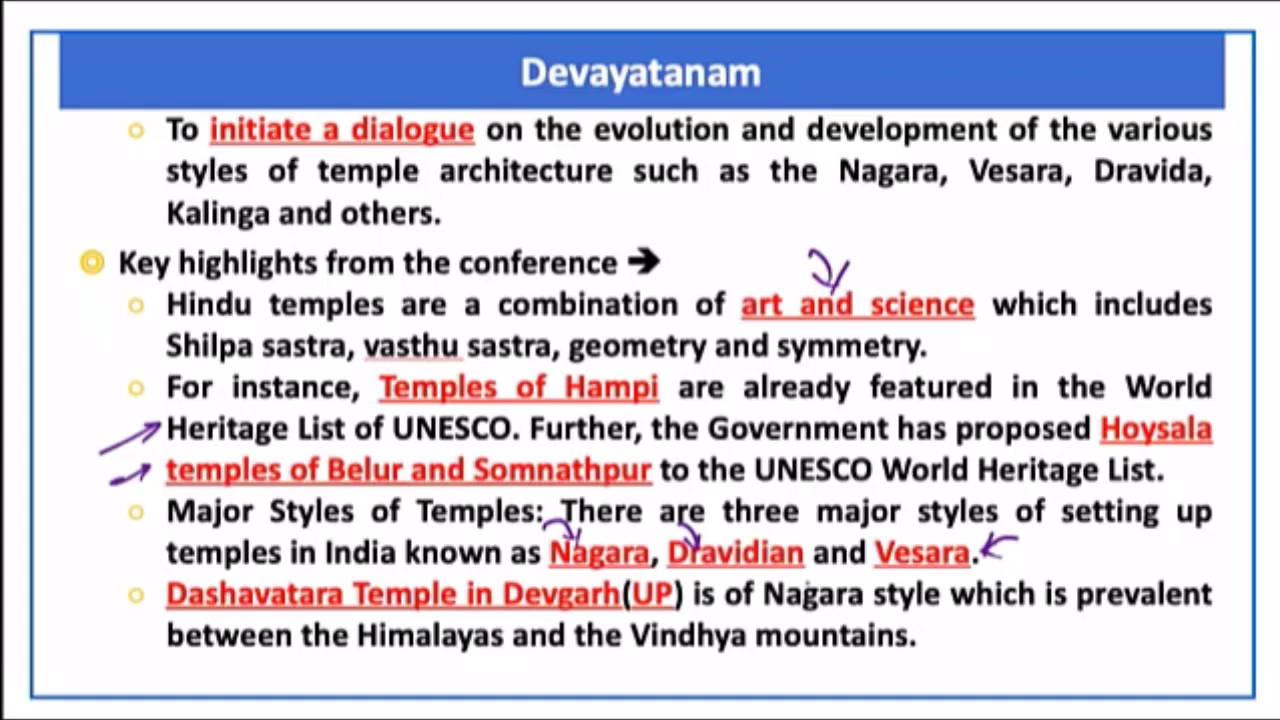 Devayatanam
○ To initiate a dialogue on the evolution and development of the various
styles of temple architecture such as the Nagara, Vesara, Dravida,
Kalinga and others.
Key highlights from the conference ➔
○ Hindu temples are a combination of art and science which includes
Shilpa sastra, vasthu sastra, geometry and symmetry.
○ For instance, Temples of Hampi are already featured in the World
Heritage List of UNESCO. Further, the Government has proposed Hoysala
temples of Belur and Somnathpur to the UNESCO World Heritage List.
○ Major Styles of Temples: There are three major styles of setting up
temples in India known as Nagara, Dravidian and Vesara.
○ Dashavatara Temple in Devgarh(UP) is of Nagara style which is prevalent
between the Himalayas and the Vindhya mountains.